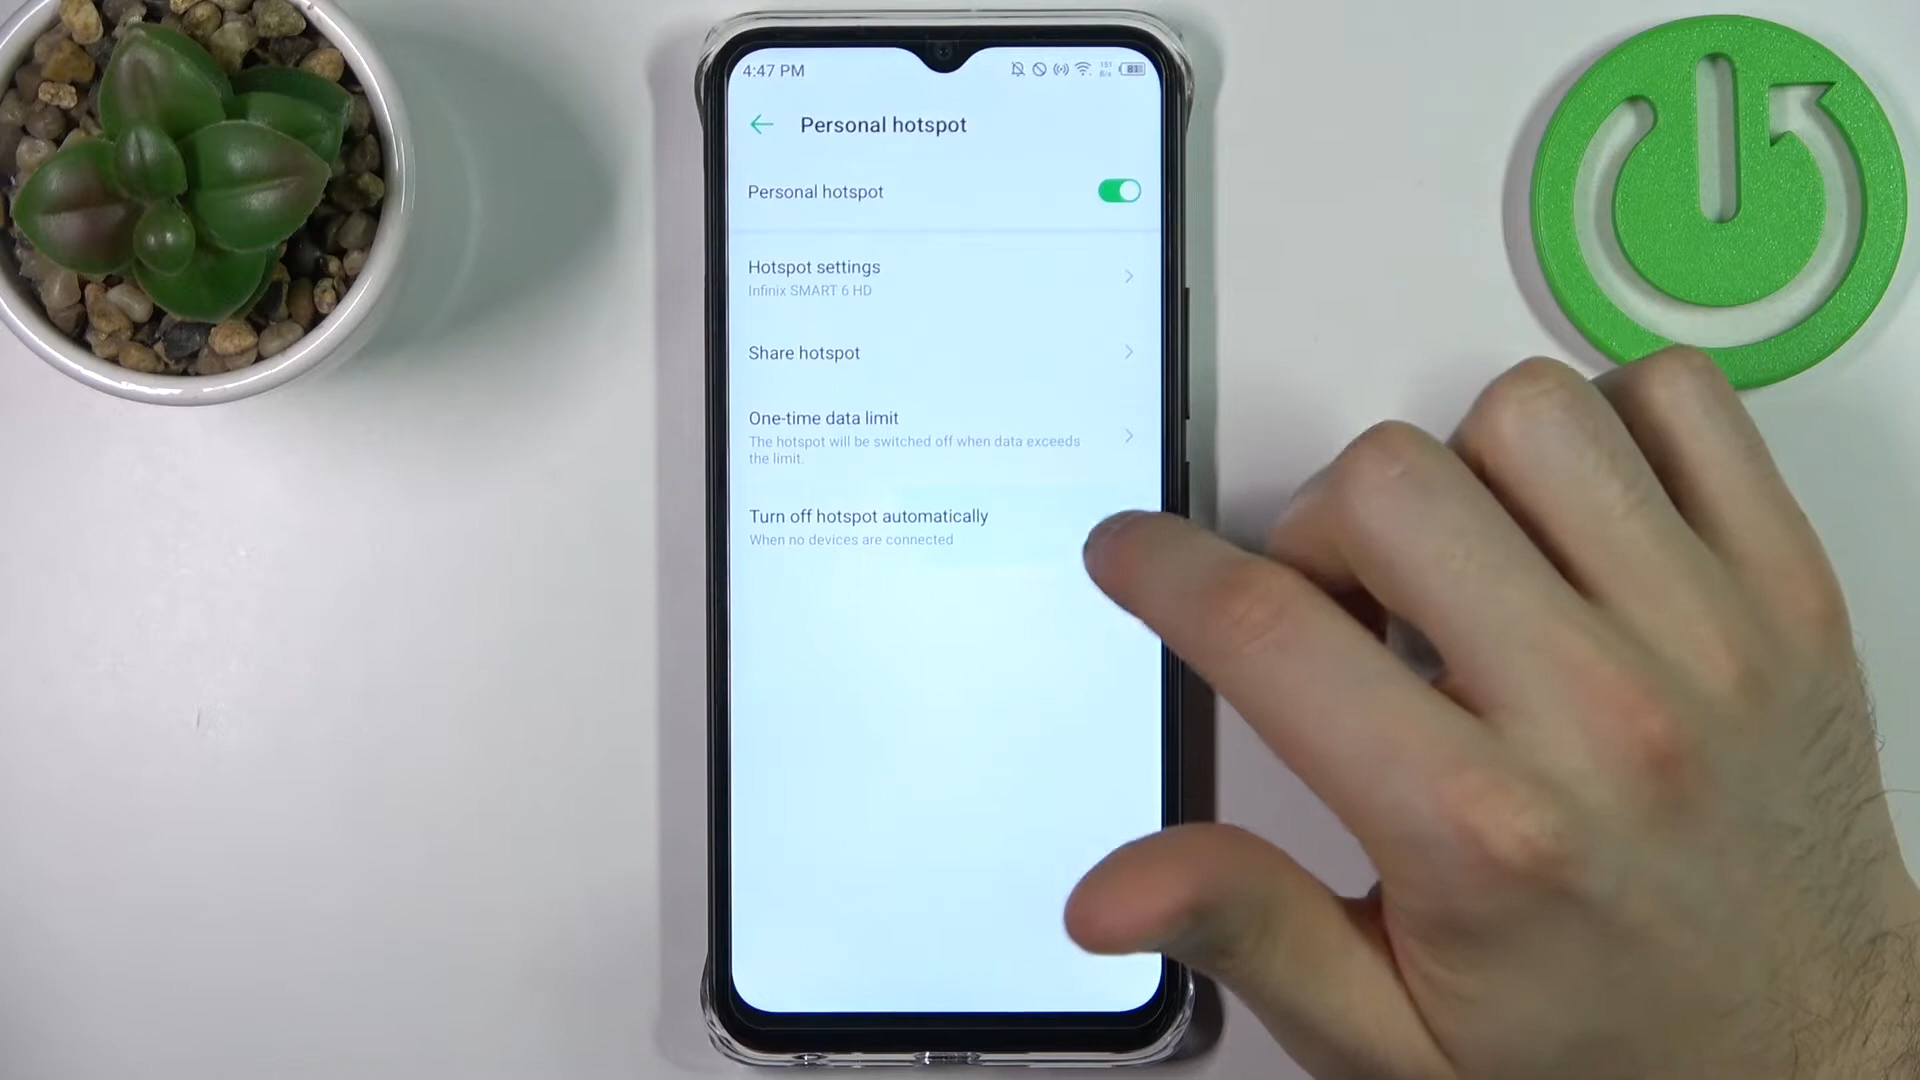 4:47 PM
151
B/s
81
Personal hotspot
Personal hotspot
Hotspot settings
Infinix SMART 6 HD
Share hotspot
One-time data limit
The hotspot will be switched off when data exceeds
the limit.
Turn off hotspot automatically
When no devices are connected